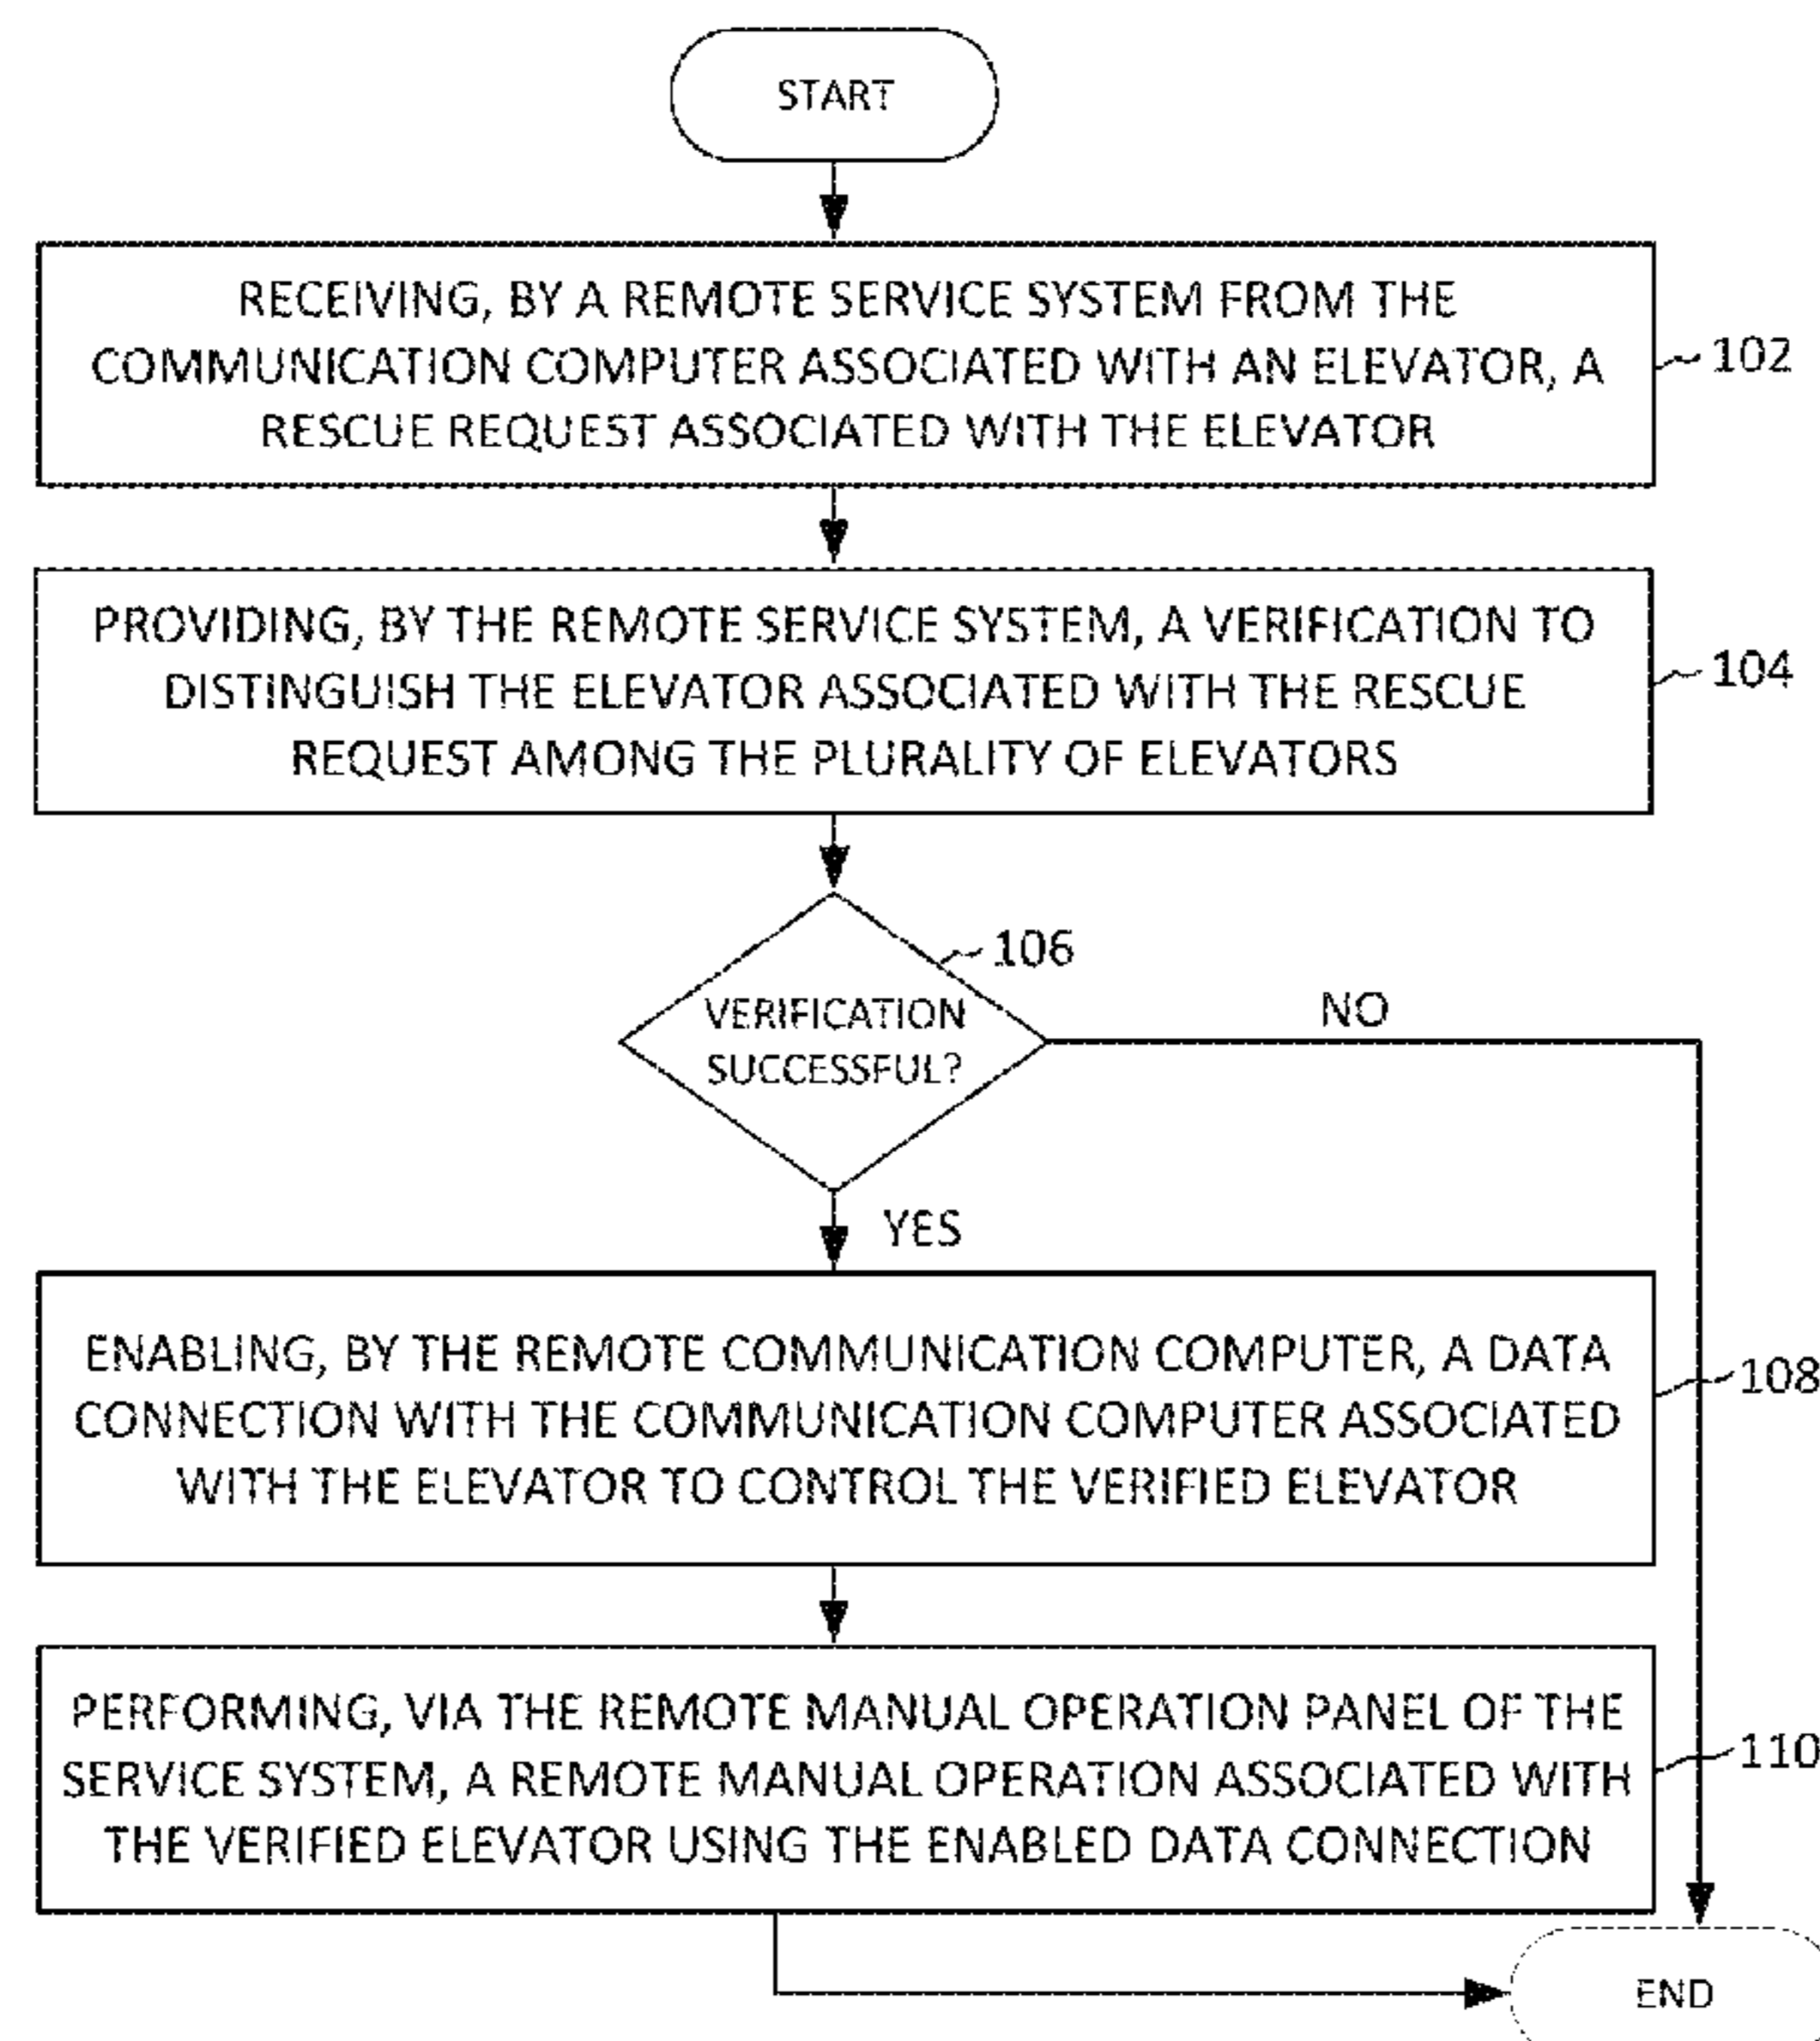 START
RECEIVING, BY A REMOTE SERVICE SYSTEM FROM THE
COMMUNICATION COMPUTER ASSOCIATED WITH AN ELEVATOR, A
RESCUE REQUEST ASSOCIATED WITH THE ELEVATOR
102
PROVIDING, BY THE REMOTE SERVICE SYSTEM, A VERIFICATION TO
DISTINGUISH THE ELEVATOR ASSOCIATED WITH THE RESCUE
REQUEST AMONG THE PLURALITY OF ELEVATORS
104
106
VERIFICATION
SUCCESSFUL?
NO
YES
ENABLING, BY THE REMOTE COMMUNICATION COMPUTER, A DATA
CONNECTION WITH THE COMMUNICATION COMPUTER ASSOCIATED
WITH THE ELEVATOR TO CONTROL THE VERIFIED ELEVATOR
108
PERFORMING, VIA THE REMOTE MANUAL OPERATION PANEL OF THE
SERVICE SYSTEM, A REMOTE MANUAL OPERATION ASSOCIATED WITH
THE VERIFIED ELEVATOR USING THE ENABLED DATA CONNECTION
110
END